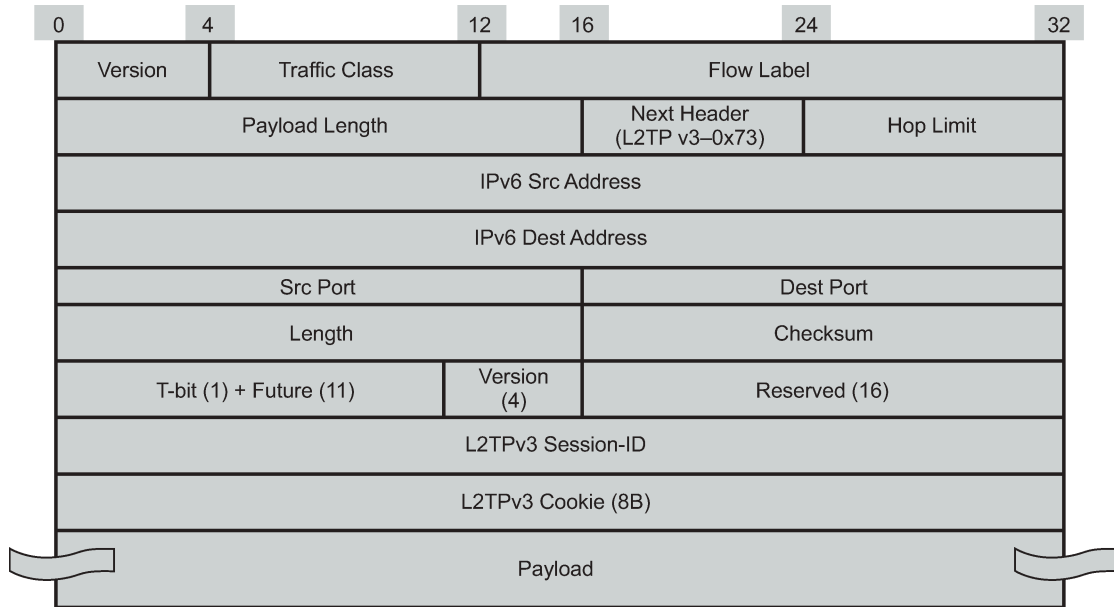 0 4 12 16 24 32
Version Traffic Class Flow Label
Payload Length Next Header Hop Limit
(L2TP v3–0x73)
IPv6 Src Address
IPv6 Dest Address
Src Port Dest Port
Length Checksum
T-bit (1) + Future (11) Version Reserved (16)
(4)
L2TPv3 Session-ID
L2TPv3 Cookie (8B)
Payload